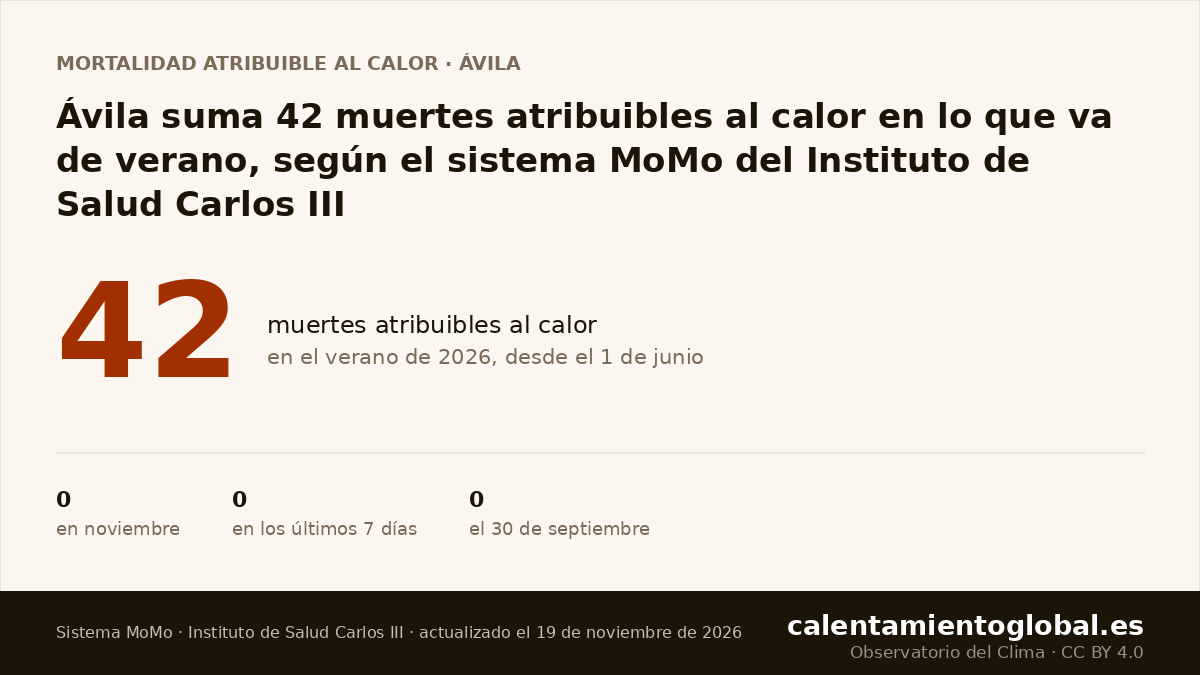 MORTALIDAD ATRIBUIBLE AL CALOR · ÁVILA
Ávila suma 42 muertes atribuibles al calor en lo que va
de verano, según el sistema MoMo del Instituto de
Salud Carlos III
42
muertes atribuibles al calor
en el verano de 2026, desde el 1 de junio
0
en noviembre
0
en los últimos 7 días
0
el 30 de septiembre
Sistema MoMo · Instituto de Salud Carlos III · actualizado el 19 de noviembre de 2026
calentamientoglobal.es
Observatorio del Clima · CC BY 4.0